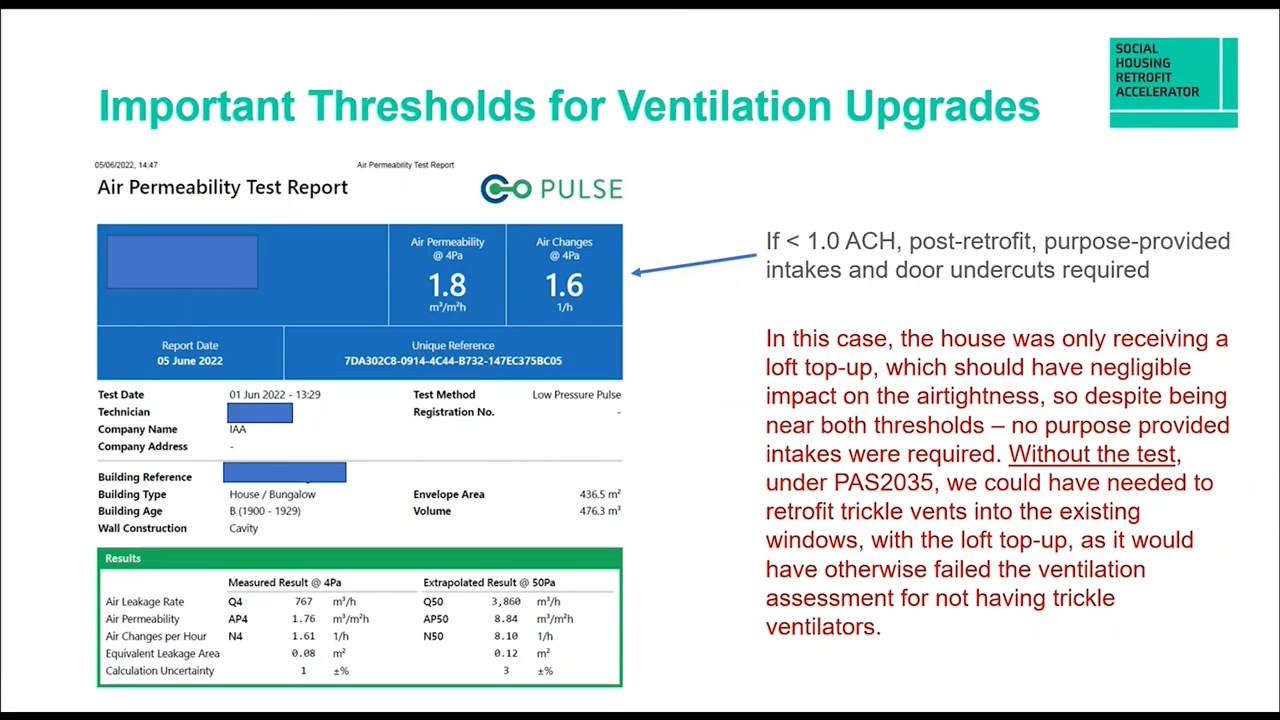 SOCIAL
HOUSING
RETROFIT
ACCELERATOR
Important Thresholds for Ventilation Upgrades
05/06/2022, 14:47 Air Permeability Test Report
Air Permeability Test Report
PULSE
Air Permeability
@ 4Pa
1.8
m³/m²h
Air Changes
@ 4Pa
1.6
1/h
Report Date
05 June 2022
Unique Reference
7DA302C8-0914-4C44-B732-147EC375BC05
Test Date 01 Jun 2022 - 13:29 Test Method Low Pressure Pulse
Technician Registration No. -
Company Name IAA
Company Address -
Building Reference
Building Type House / Bungalow Envelope Area 436.5 m²
Building Age B (1900 - 1929) Volume 476.3 m³
Wall Construction Cavity
Results
Measured Result @ 4Pa Extrapolated Result @ 50Pa
Air Leakage Rate Q4 767 m³/h Q50 3,860 m³/h
Air Permeability AP4 1.76 m³/m²h AP50 8.84 m³/m²h
Air Changes per Hour N4 1.61 1/h N50 8.10 1/h
Equivalent Leakage Area 0.08 m² 0.12 m²
Calculation Uncertainty 1 ±% 3 ±%
If < 1.0 ACH, post-retrofit, purpose-provided
intakes and door undercuts required
In this case, the house was only receiving a
loft top-up, which should have negligible
impact on the airtightness, so despite being
near both thresholds – no purpose provided
intakes were required. Without the test,
under PAS2035, we could have needed to
retrofit trickle vents into the existing
windows, with the loft top-up, as it would
have otherwise failed the ventilation
assessment for not having trickle
ventilators.